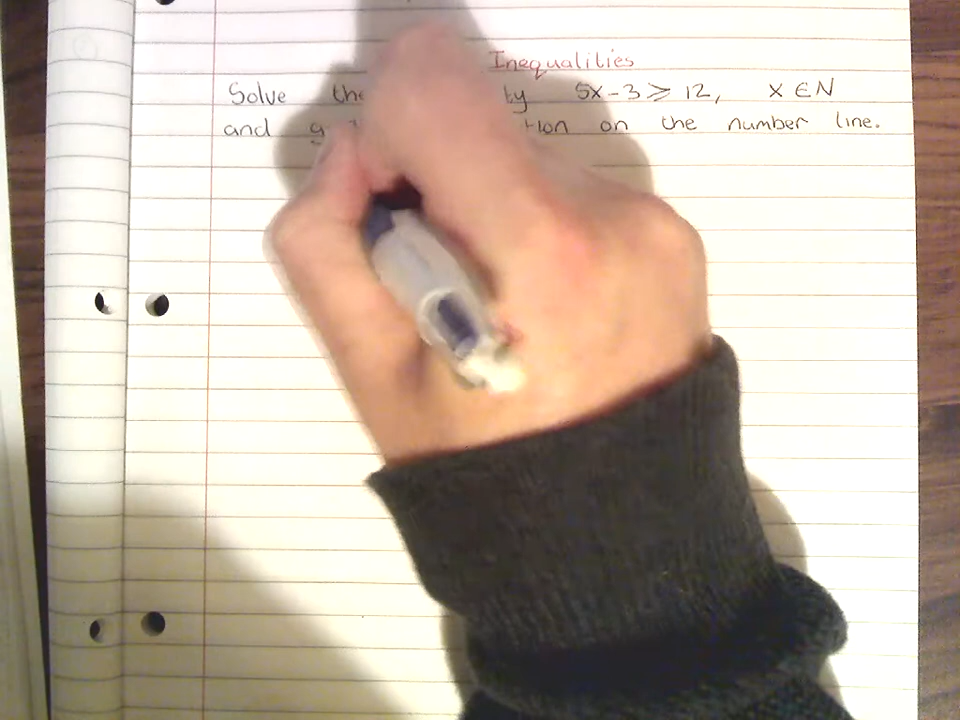 Inequalities
Solve the ty 5x-3 ⩾ 12, x ∈ N
and g tion on the number line.